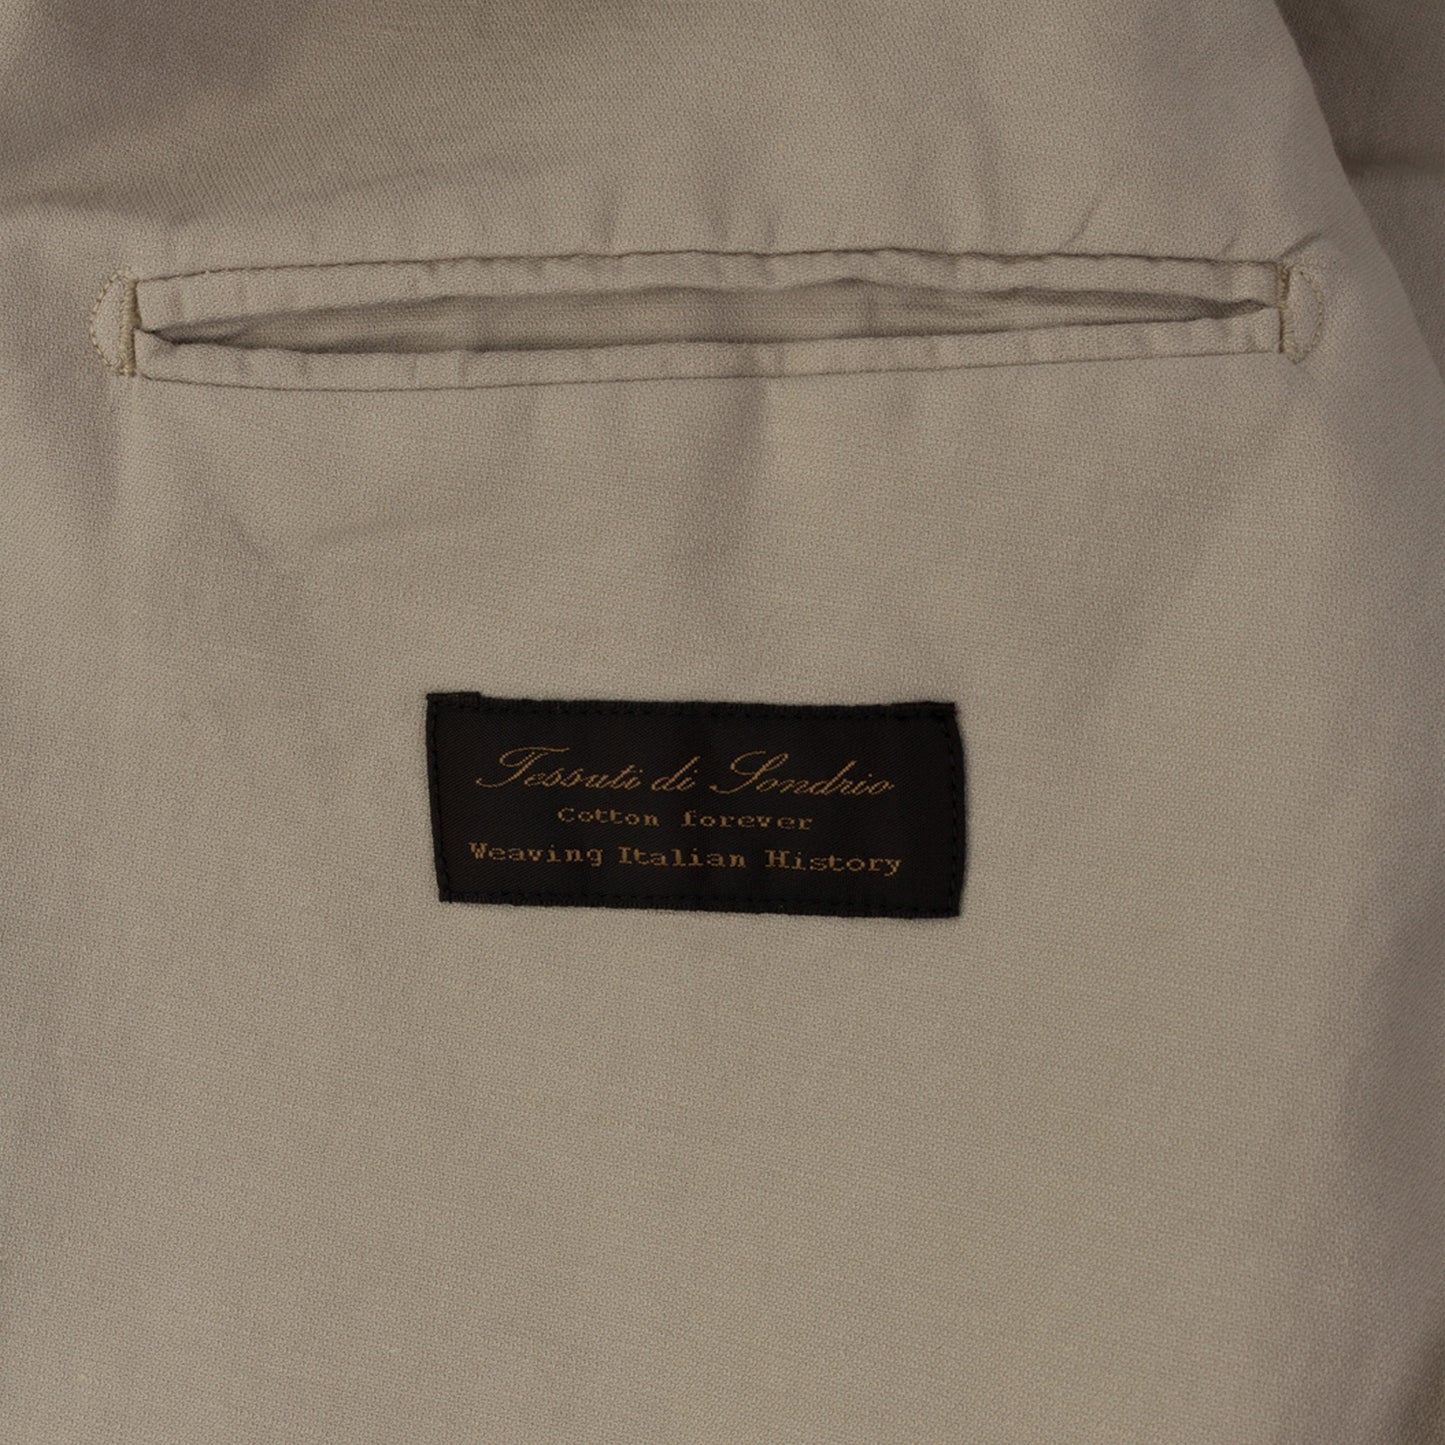 Tessuti di Sondrio
Cotton forever
Weaving Italian History